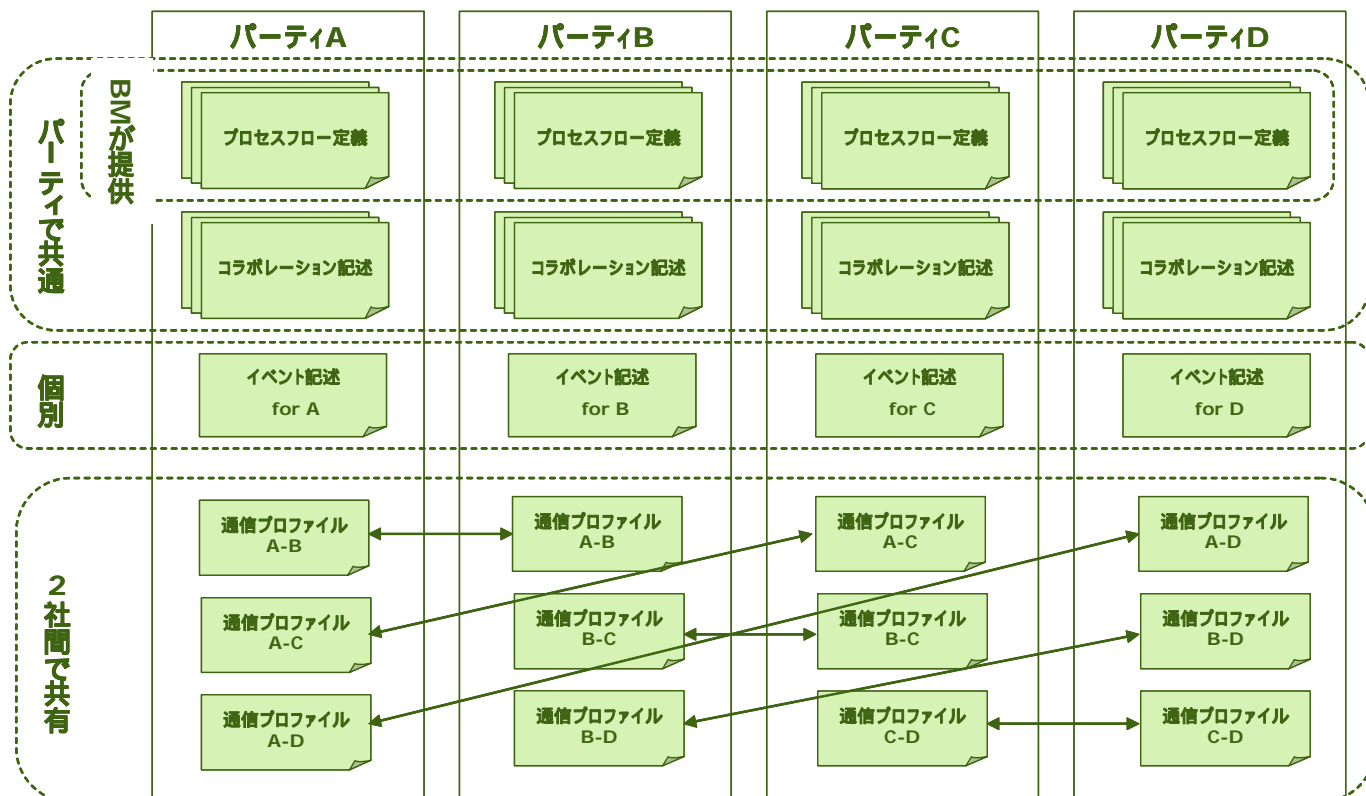 パーティA
パーティB
パーティC
パーティD
パーティで共通
BMが提供
プロセスフロー定義
プロセスフロー定義
プロセスフロー定義
プロセスフロー定義
コラボレーション記述
コラボレーション記述
コラボレーション記述
コラボレーション記述
個別
イベント記述
for A
イベント記述
for B
イベント記述
for C
イベント記述
for D
2社間で共有
通信プロファイル
A-B
通信プロファイル
A-B
通信プロファイル
A-C
通信プロファイル
A-D
通信プロファイル
A-C
通信プロファイル
B-C
通信プロファイル
B-C
通信プロファイル
B-D
通信プロファイル
A-D
通信プロファイル
B-D
通信プロファイル
C-D
通信プロファイル
C-D